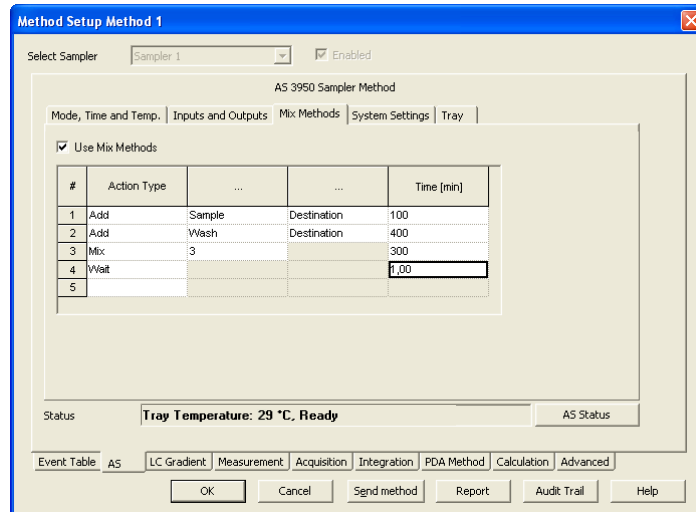 Method Setup Method 1
Select Sampler Sampler 1 Enabled
AS 3950 Sampler Method
Mode, Time and Temp. Inputs and Outputs Mix Methods System Settings Tray
Use Mix Methods
# Action Type ... ... Time [min]
1 Add Sample Destination 100
2 Add Wash Destination 400
3 Mix 3 300
4 Wait 1,00
5
Status Tray Temperature: 29 °C, Ready AS Status
Event Table AS LC Gradient Measurement Acquisition Integration PDA Method Calculation Advanced
OK Cancel Send method Report Audit Trail Help